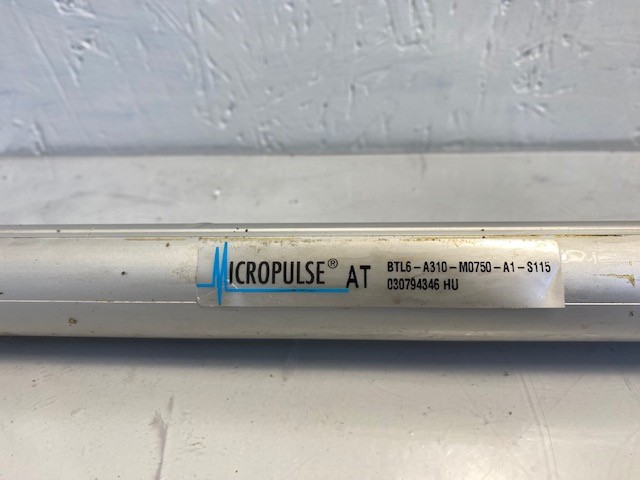 MICROPULSE® AT
BTL6-A310-M0750-A1-S115
030794346 HU